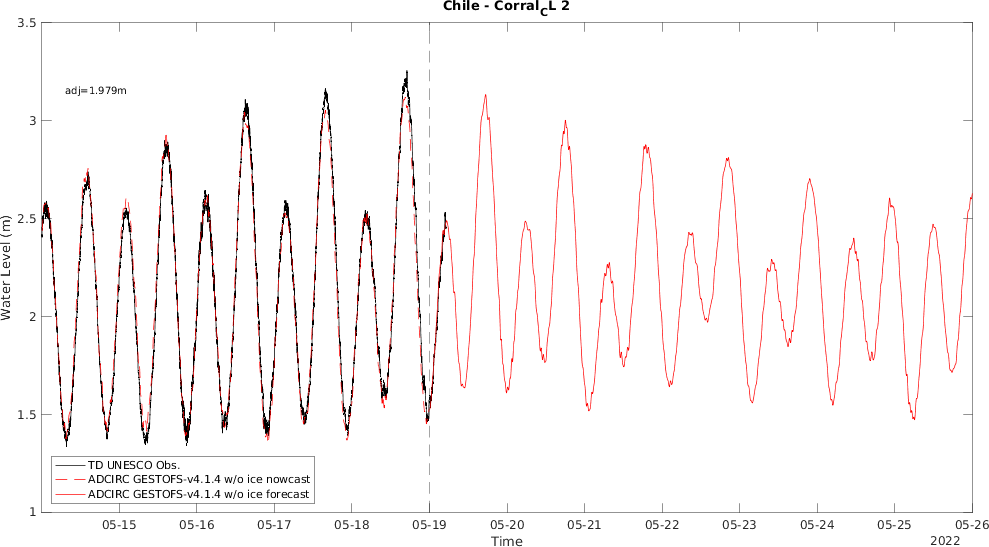 Chile - Corral_CL 2
3.5
adj=1.979m
3
2.5
Water Level (m)
2
1.5
TD UNESCO Obs.
ADCIRC GESTOFS-v4.1.4 w/o ice nowcast
ADCIRC GESTOFS-v4.1.4 w/o ice forecast
1
05-15 05-16 05-17 05-18 05-19 05-20 05-21 05-22 05-23 05-24 05-25 05-26
Time
2022